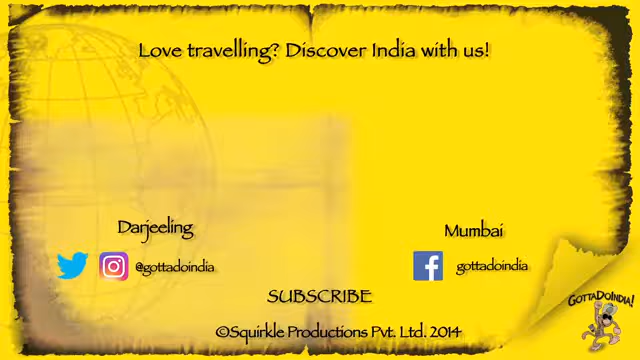 Love travelling? Discover India with us!
Darjeeling
Mumbai
@gottadoindia
gottadoindia
SUBSCRIBE
GOTTADOINDIA!
©Squirkle Productions Pvt. Ltd. 2014